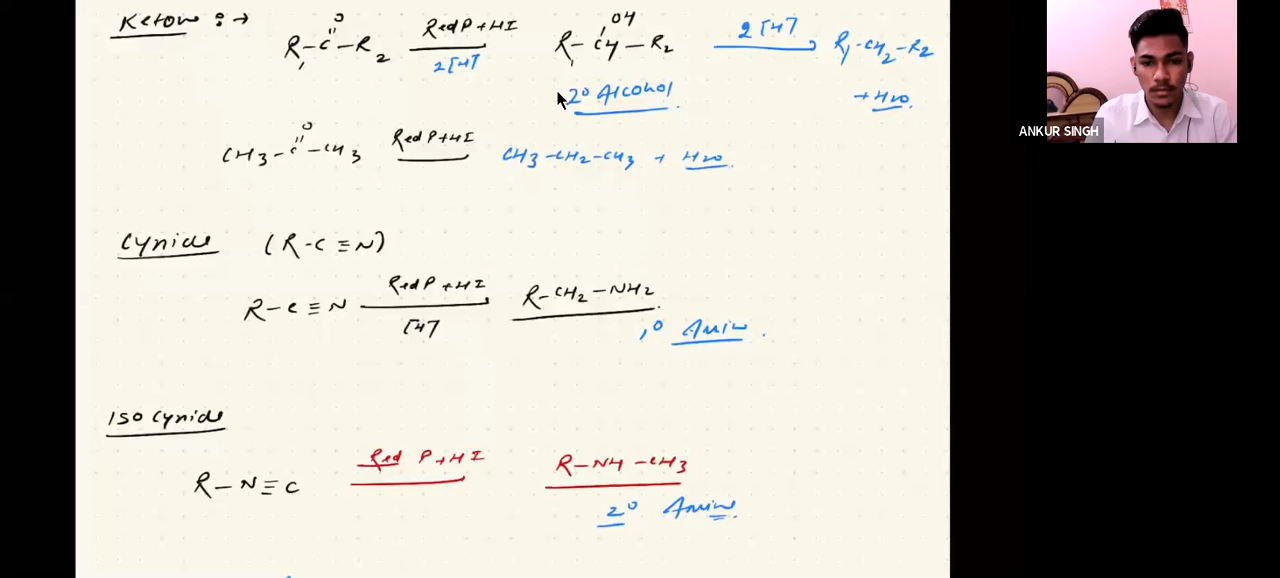 Ketone :→ R1-C-R2 Red P+HI R1-CH-R2 2[H] R1-CH2-R2
O
2[H]
OH
2° Alcohol
+ H2O
CH3-C-CH3 Red P+HI CH3-CH2-CH3 + H2O
O
ANKUR SINGH
Cynide (R-C≡N)
R-C≡N Red P+HI R-CH2-NH2
[H]
1° Amine.
Iso Cynide
R-N≡C Red P+HI R-NH-CH3
2° Amine.